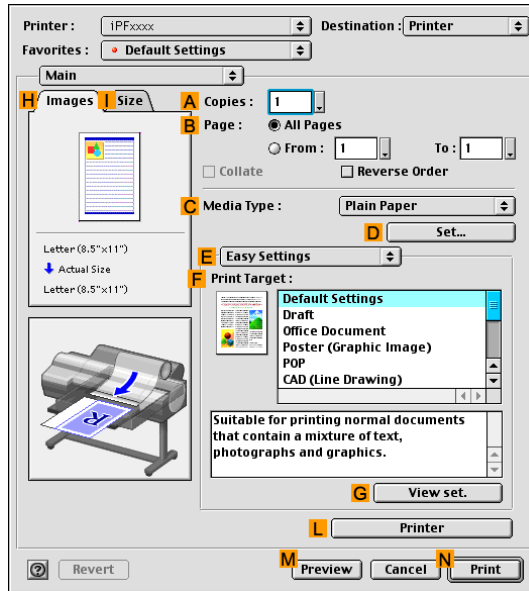 Printer : iPFxxxx Destination : Printer
Favorites : Default Settings
Main
H Images I Size
A Copies : 1
B Page : All Pages
From : 1 To : 1
Collate Reverse Order
C Media Type : Plain Paper
D Set...
Letter (8.5"x11")
Actual Size
Letter (8.5"x11")
E Easy Settings
F Print Target :
Default Settings
Draft
Office Document
Poster (Graphic Image)
POP
CAD (Line Drawing)
Suitable for printing normal documents
that contain a mixture of text,
photographs and graphics.
G View set.
L Printer
R
? Revert M Preview Cancel N Print